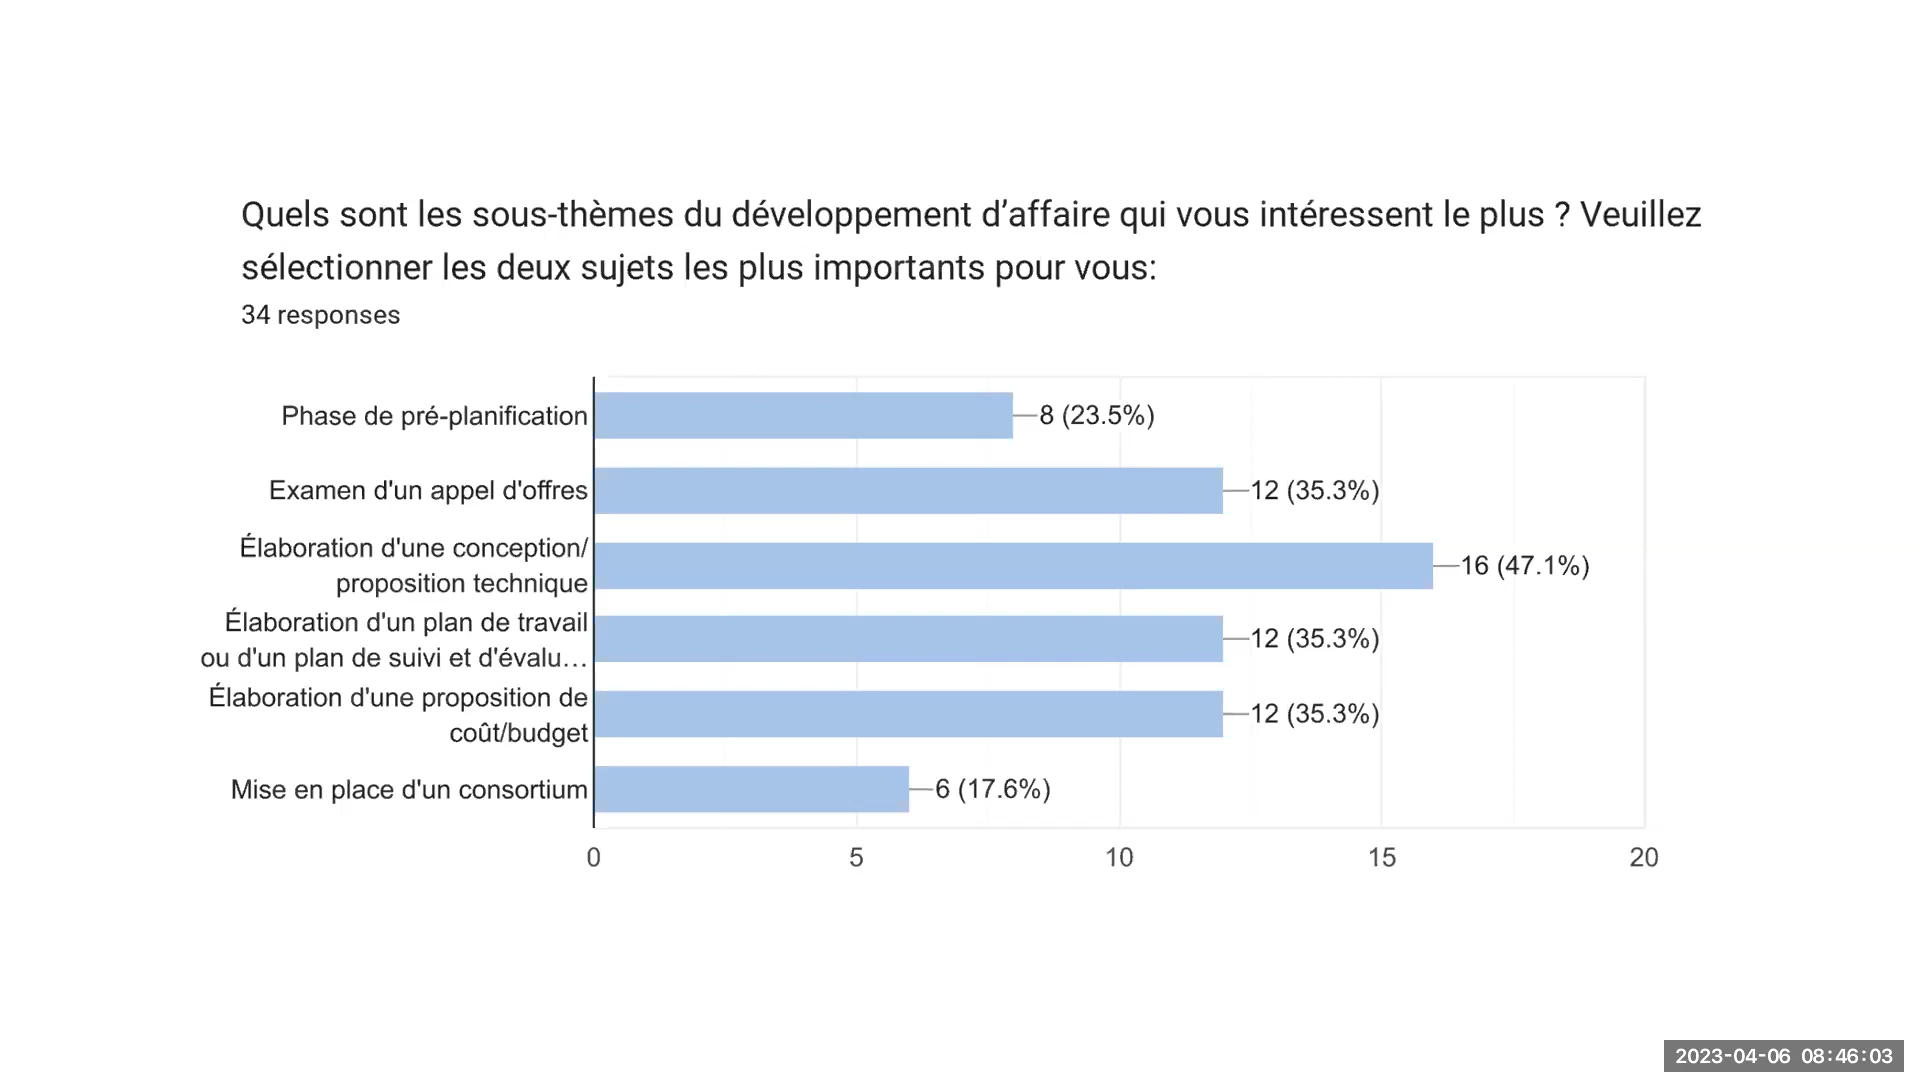 Quels sont les sous-thèmes du développement d’affaire qui vous intéressent le plus ? Veuillez
sélectionner les deux sujets les plus importants pour vous:
34 responses
Phase de pré-planification
8 (23.5%)
Examen d'un appel d'offres
12 (35.3%)
Élaboration d'une conception/
proposition technique
16 (47.1%)
Élaboration d'un plan de travail
ou d'un plan de suivi et d'évalu…
12 (35.3%)
Élaboration d'une proposition de
coût/budget
12 (35.3%)
Mise en place d'un consortium
6 (17.6%)
0 5 10 15 20
2023-04-06 08:46:03